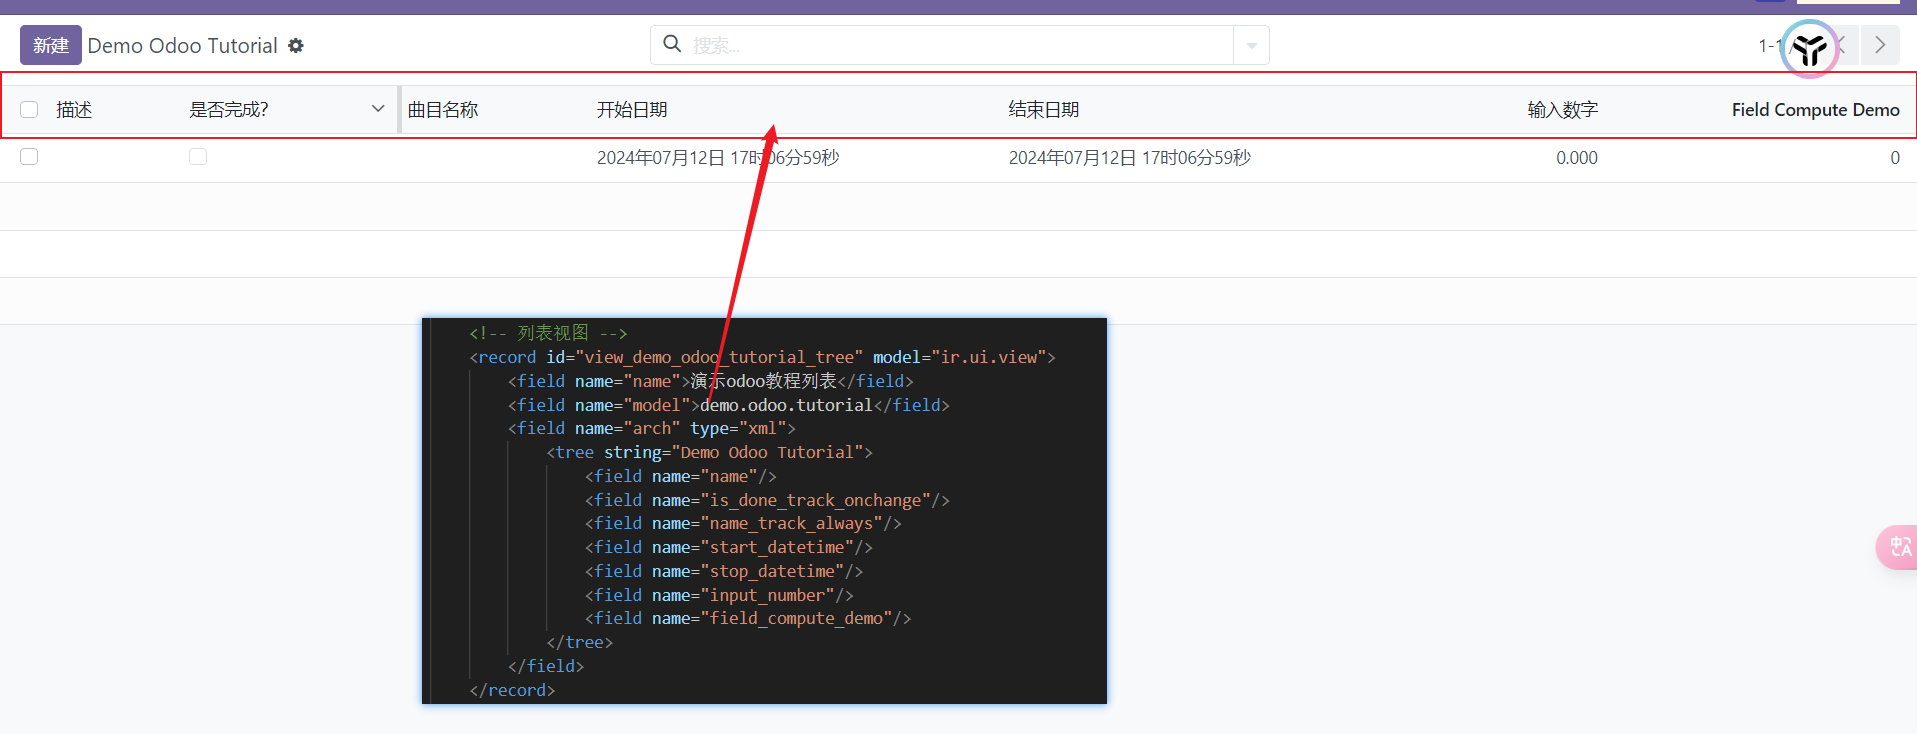 新建 Demo Odoo Tutorial 搜索... 1-1 /
描述 是否完成? 曲目名称 开始日期 结束日期 输入数字 Field Compute Demo
2024年07月12日 17时06分59秒 2024年07月12日 17时06分59秒 0.000 0
<!-- 列表视图 -->
<record id="view_demo_odoo_tutorial_tree" model="ir.ui.view">
<field name="name">演示odoo教程列表</field>
<field name="model">demo.odoo.tutorial</field>
<field name="arch" type="xml">
<tree string="Demo Odoo Tutorial">
<field name="name"/>
<field name="is_done_track_onchange"/>
<field name="name_track_always"/>
<field name="start_datetime"/>
<field name="stop_datetime"/>
<field name="input_number"/>
<field name="field_compute_demo"/>
</tree>
</field>
</record>
中 A